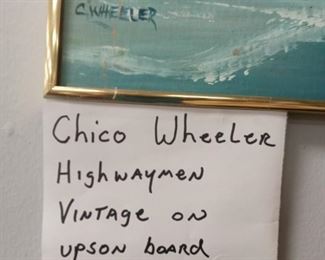 C. WHEELER
Chico Wheeler
Highwaymen
Vintage on
upson board